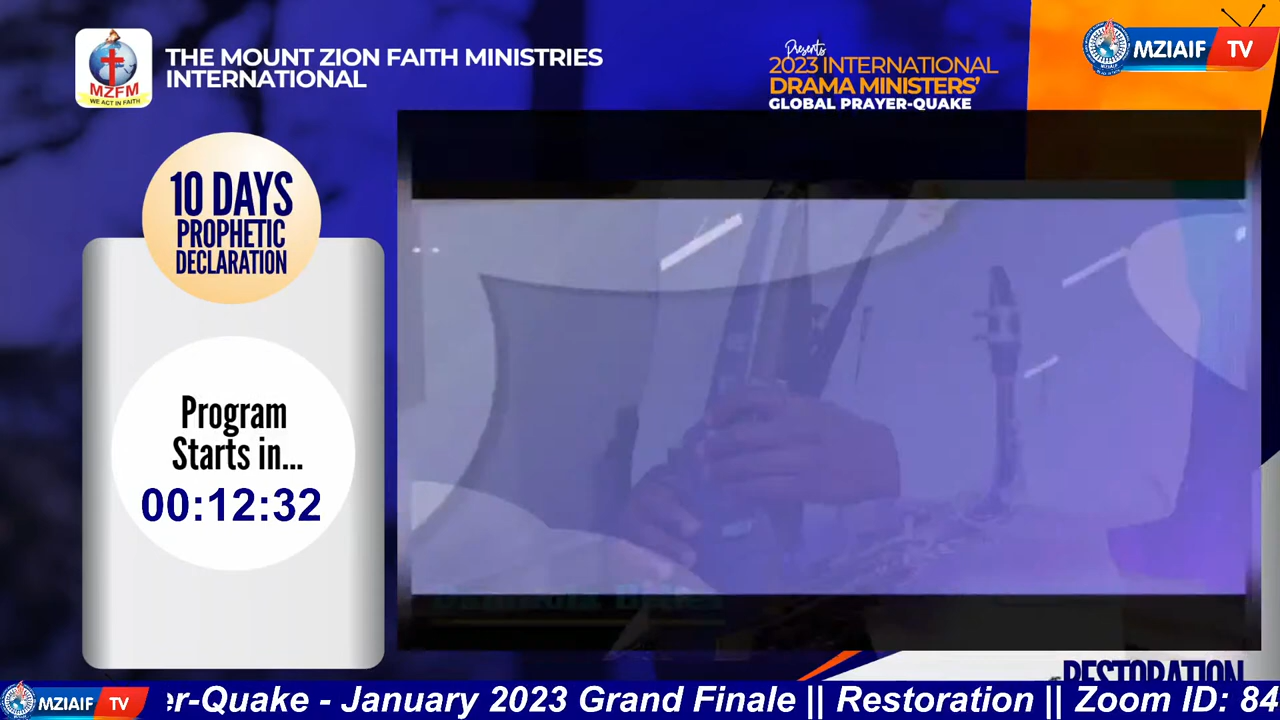 MZFM
WE ACT IN FAITH
THE MOUNT ZION FAITH MINISTRIES
INTERNATIONAL
Presents
2023 INTERNATIONAL
DRAMA MINISTERS'
GLOBAL PRAYER-QUAKE
MZIAIF TV
10 DAYS
PROPHETIC
DECLARATION
Program
Starts in...
00:12:32
RESTORATION
MZIAIF TV
er-Quake - January 2023 Grand Finale || Restoration || Zoom ID: 84